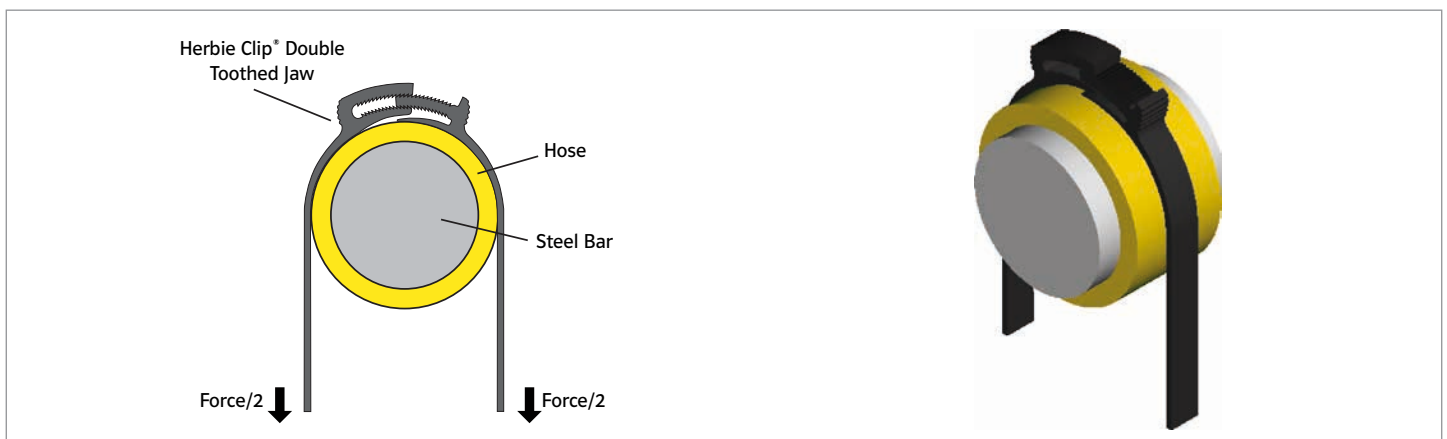 Herbie Clip® Double
Toothed Jaw
Hose
Steel Bar
Force/2
Force/2